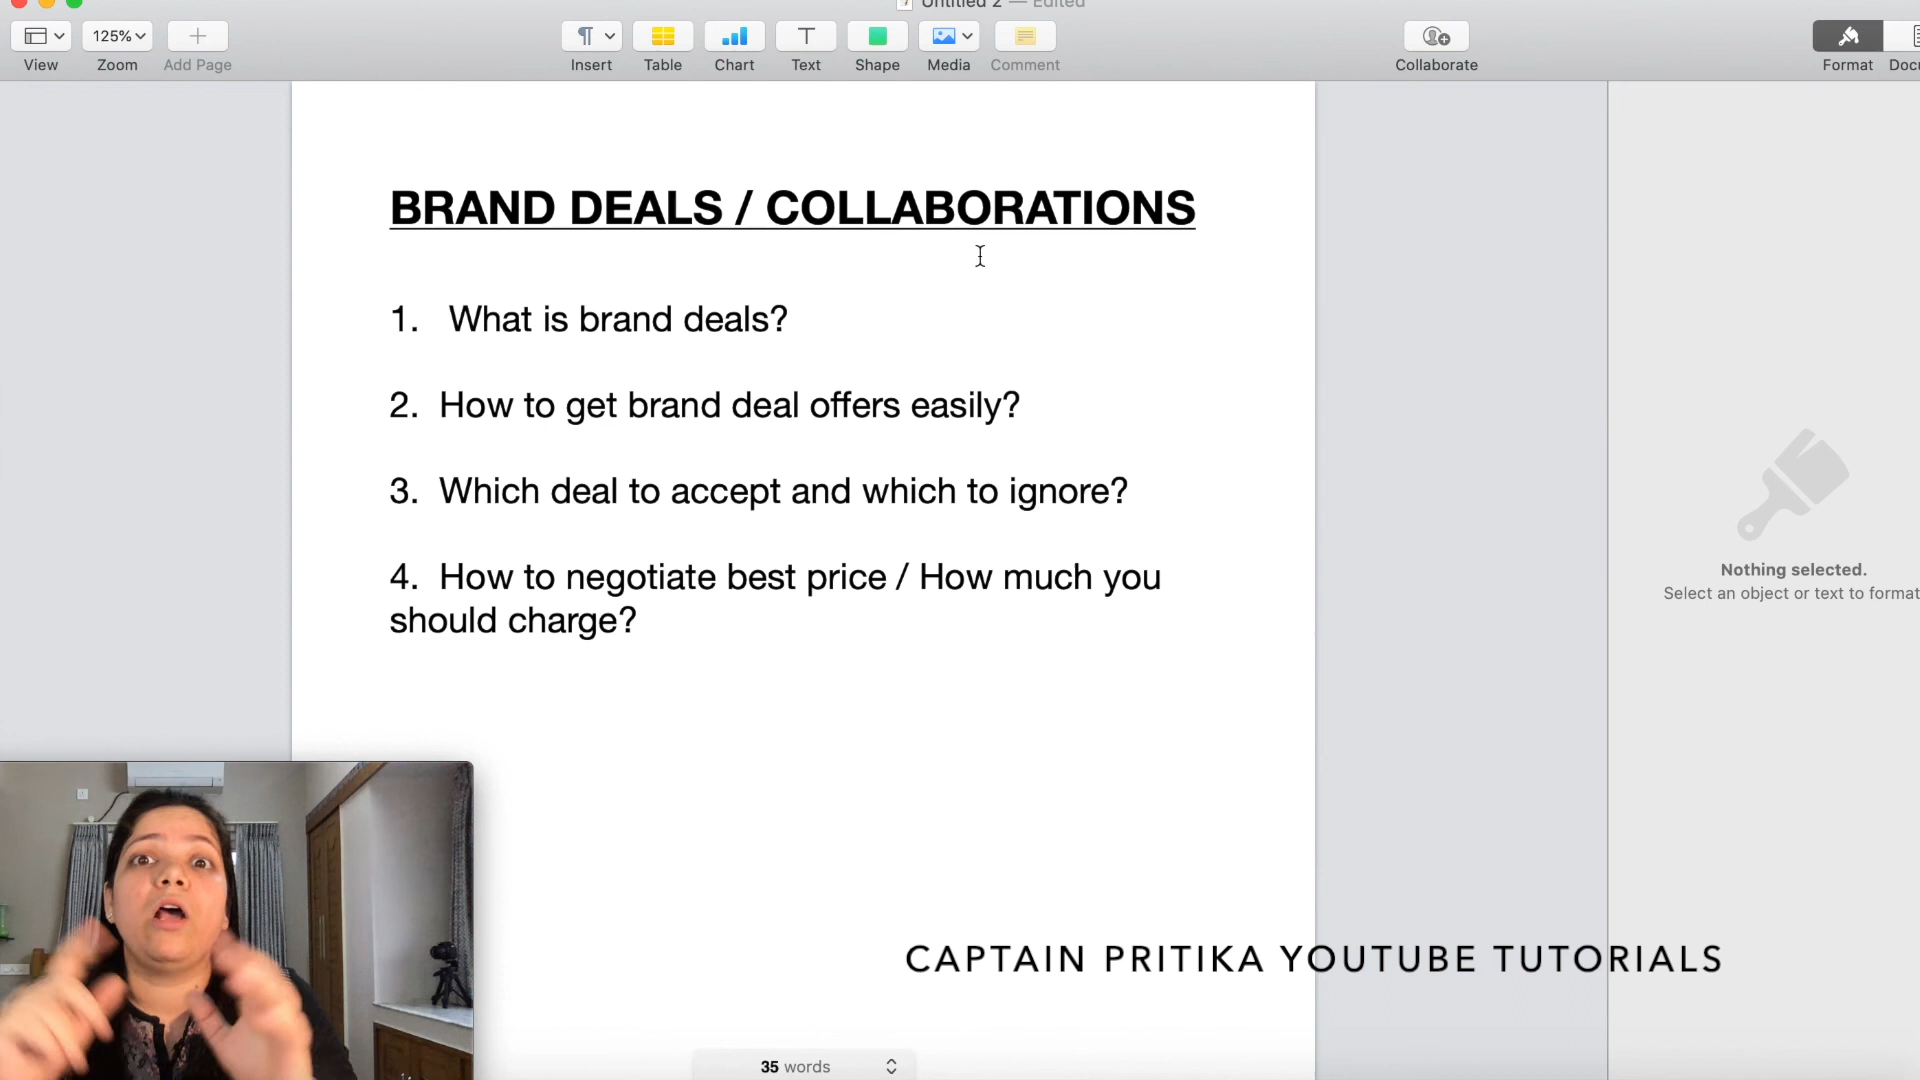 Untitled 2 — Edited
125%
View
Zoom
Add Page
Insert
Table
Chart
Text
Shape
Media
Comment
Collaborate
Format
BRAND DEALS / COLLABORATIONS
1. What is brand deals?
2. How to get brand deal offers easily?
3. Which deal to accept and which to ignore?
4. How to negotiate best price / How much you
should charge?
Nothing selected.
Select an object or text to format
CAPTAIN PRITIKA YOUTUBE TUTORIALS
35 words